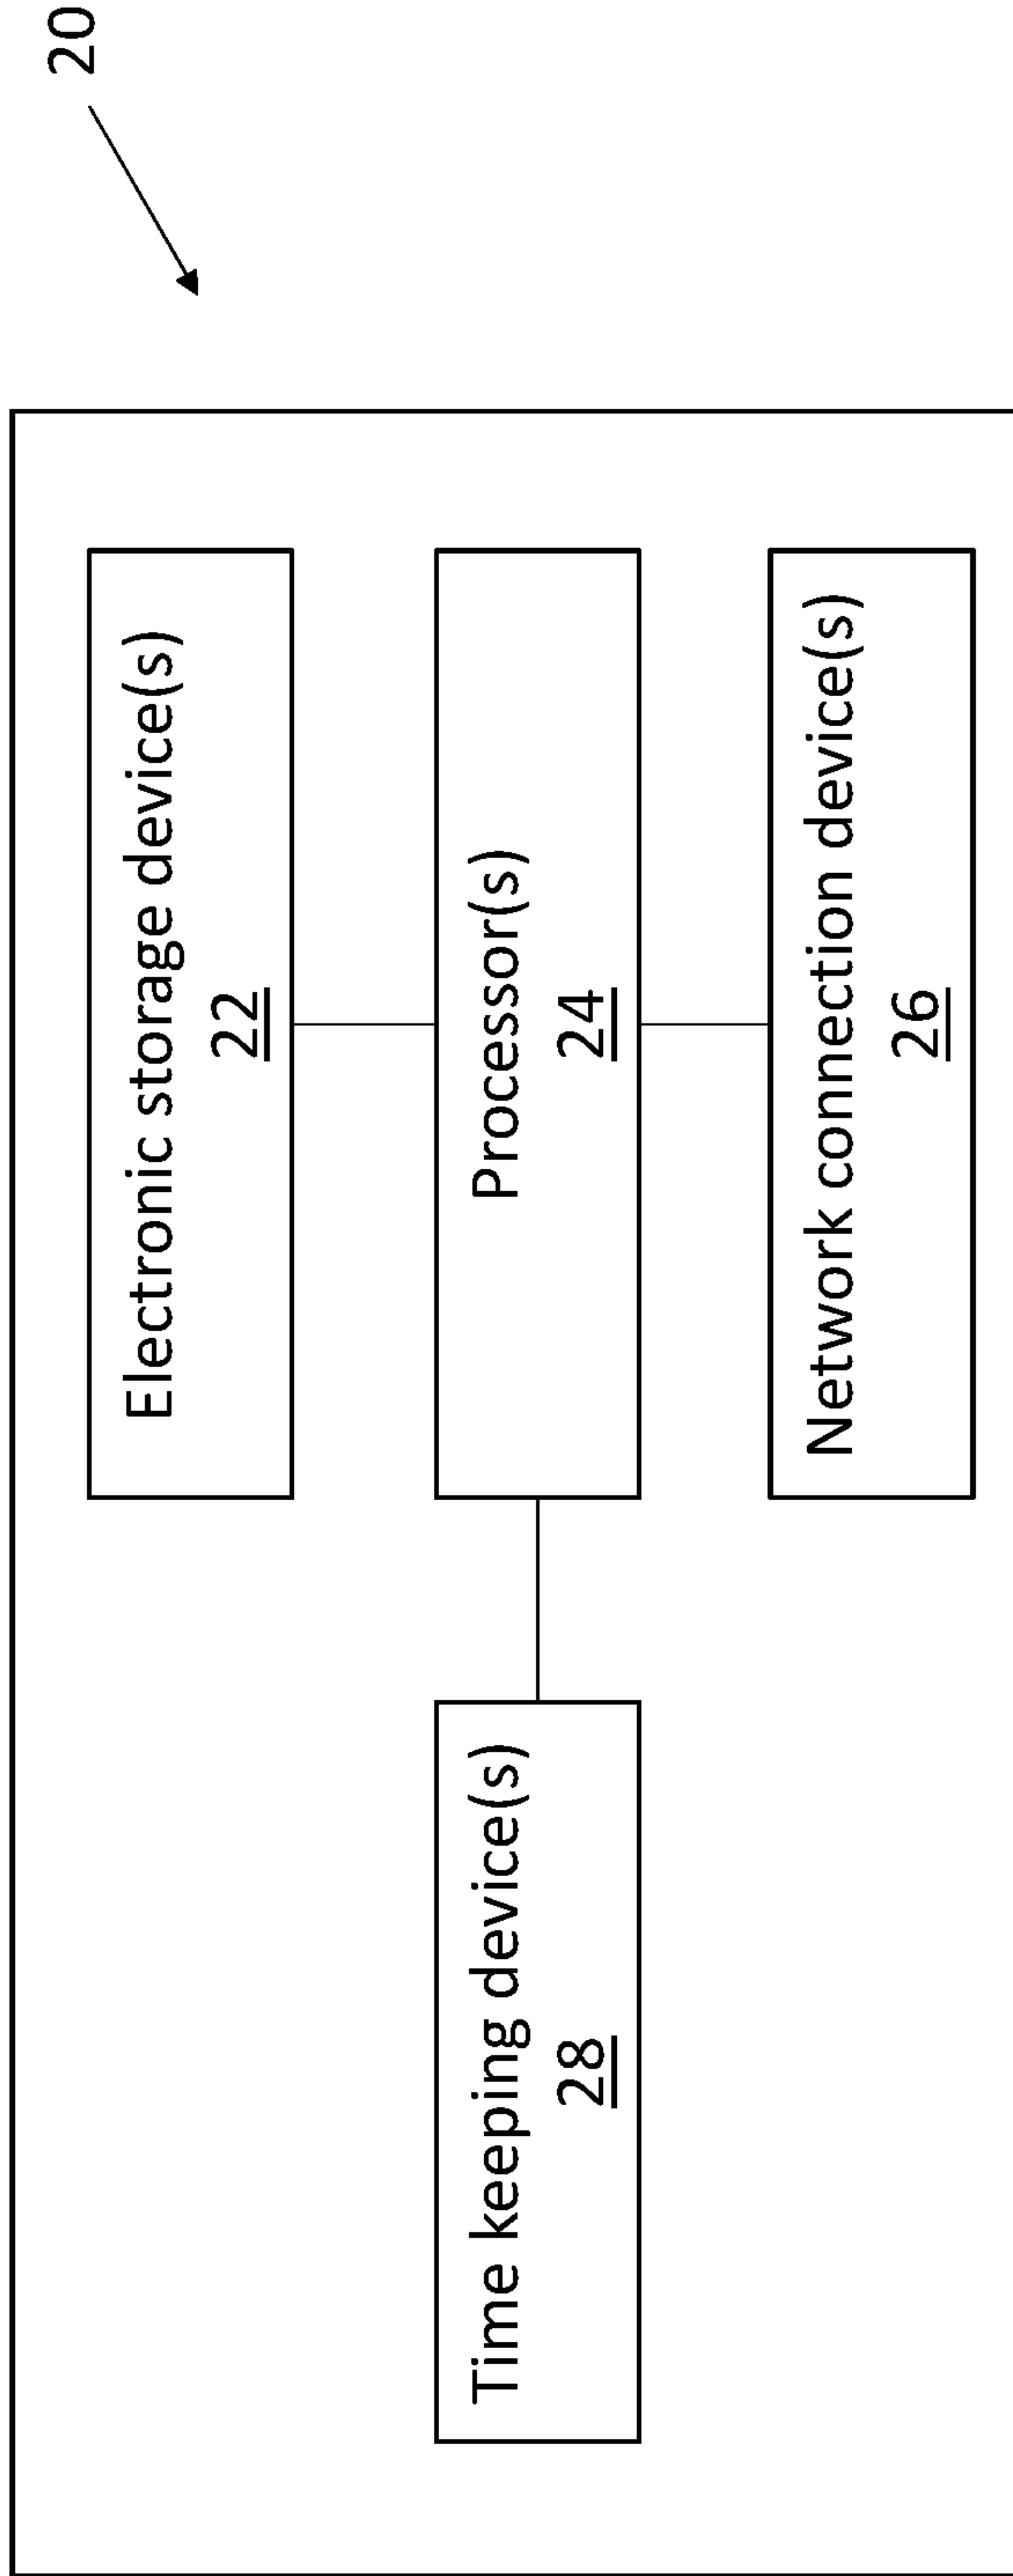 20
Electronic storage device(s)
22
Time keeping device(s)
28
Processor(s)
24
Network connection device(s)
26